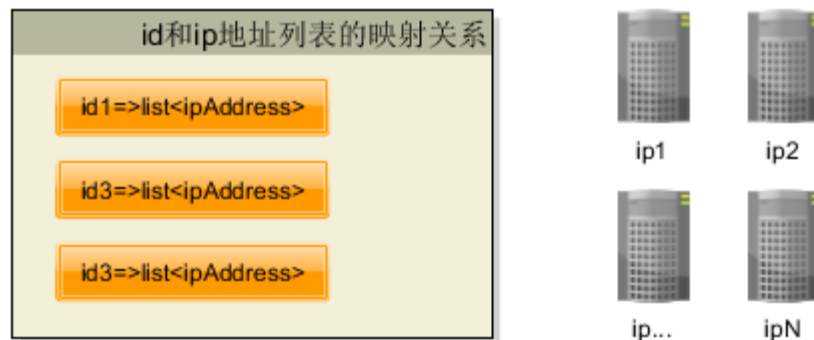 id和ip地址列表的映射关系
id1=>list<ipAddress>
id3=>list<ipAddress>
id3=>list<ipAddress>
ip1
ip2
ip...
ipN